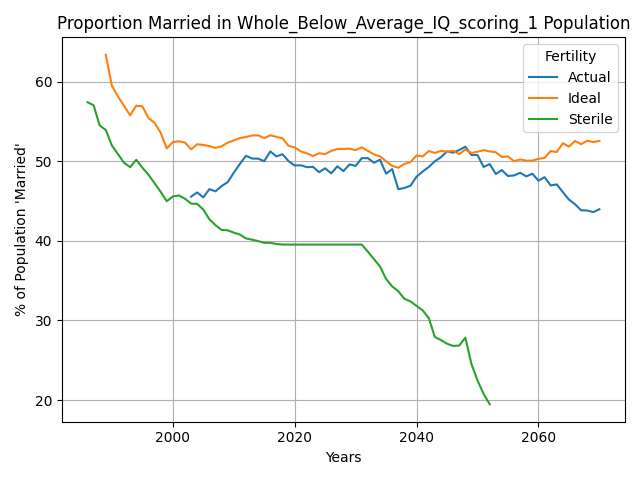 Proportion Married in Whole_Below_Average_IQ_scoring_1 Population
% of Population 'Married'
60
50
40
30
20
Fertility
Actual
Ideal
Sterile
2000 2020 2040 2060
Years